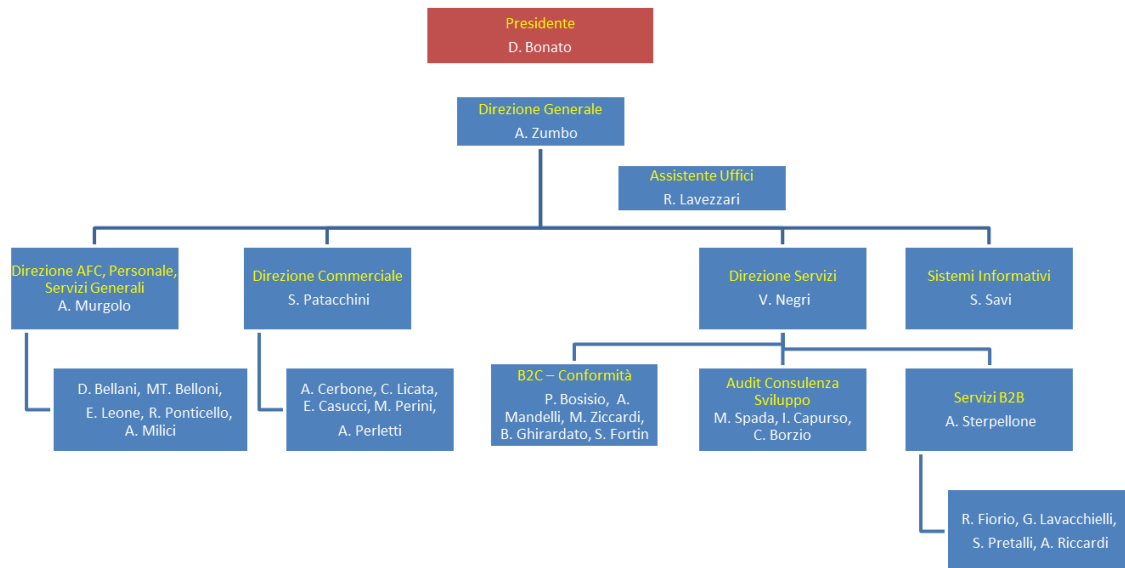 Presidente
D. Bonato
Direzione Generale
A. Zumbo
Assistente Uffici
R. Lavezzari
Direzione AFC, Personale,
Servizi Generali
A. Murgolo
Direzione Commerciale
S. Patacchini
Direzione Servizi
V. Negri
Sistemi Informativi
S. Savi
D. Bellani, MT. Belloni,
E. Leone, R. Ponticello,
A. Milici
A. Cerbone, C. Licata,
E. Casucci, M. Perini,
A. Perletti
B2C – Conformità
P. Bosisio, A.
Mandelli, M. Ziccardi,
B. Ghirardato, S. Fortin
Audit Consulenza
Sviluppo
M. Spada, I. Capurso,
C. Borzio
Servizi B2B
A. Sterpellone
R. Fiorio, G. Lavacchielli,
S. Pretalli, A. Riccardi